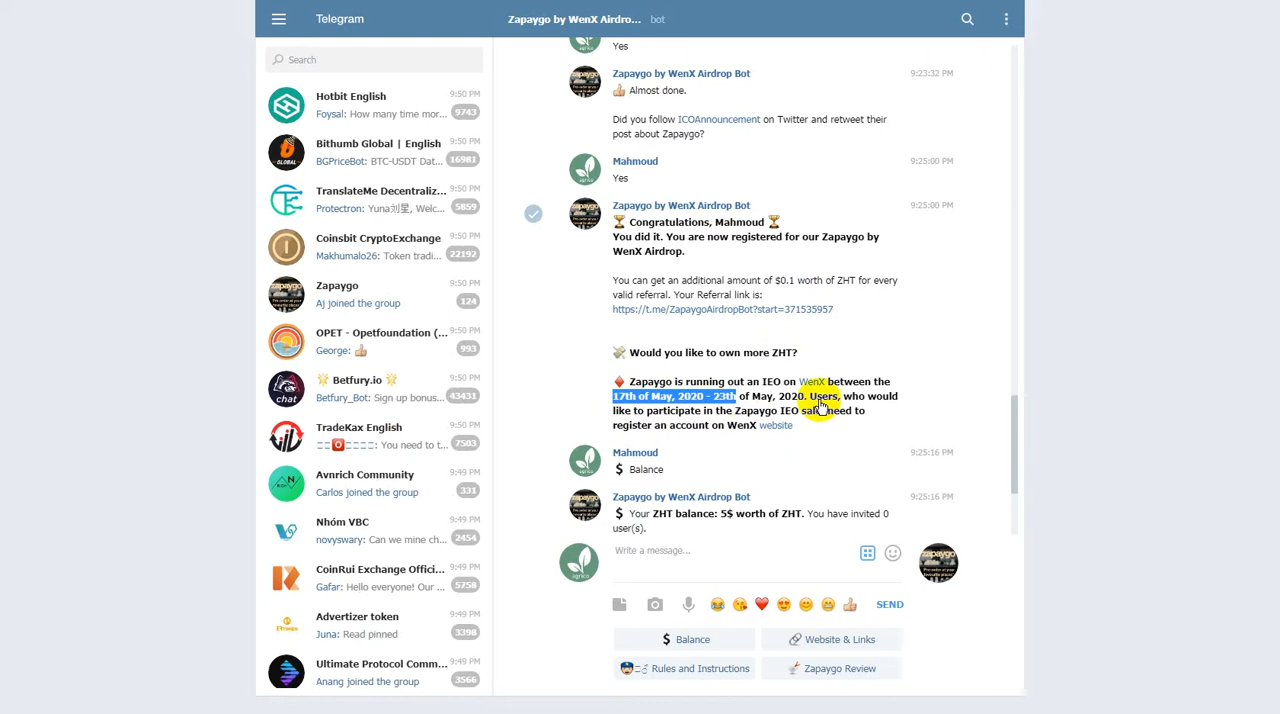 Telegram
Zapaygo by WenX Airdro... bot
Search
Hotbit English 9:50 PM
Foysal: How many time mor... 9743
Bithumb Global | English 9:50 PM
BGPriceBot: BTC-USDT Dat... 16981
TranslateMe Decentraliz... 9:50 PM
Protectron: Yuna刘星, Welc... 5859
Coinsbit CryptoExchange 9:50 PM
Makhumalo26: Token tradi... 22192
Zapaygo 9:50 PM
Aj joined the group 124
OPET - Opetfoundation (... 9:50 PM
George: 👍 993
🌟 Betfury.io 🌟 9:50 PM
Betfury_Bot: Sign up bonus... 43431
TradeKax English 9:50 PM
You need to t... 7503
Avnrich Community 9:49 PM
Carlos joined the group 331
Nhóm VBC 9:49 PM
novyswary: Can we mine ch... 2454
CoinRui Exchange Offici... 9:49 PM
Gafar: Hello everyone! Our ... 5758
Advertizer token 9:49 PM
Juna: Read pinned 3398
Ultimate Protocol Comm... 9:49 PM
Anang joined the group 3566
Yes
Zapaygo by WenX Airdrop Bot 9:23:32 PM
👍 Almost done.
Did you follow ICOAnnouncement on Twitter and retweet their
post about Zapaygo?
Mahmoud 9:25:00 PM
Yes
Zapaygo by WenX Airdrop Bot 9:25:00 PM
🏆 Congratulations, Mahmoud 🏆
You did it. You are now registered for our Zapaygo by
WenX Airdrop.
You can get an additional amount of $0.1 worth of ZHT for every
valid referral. Your Referral link is:
https://t.me/ZapaygoAirdropBot?start=371535957
💸 Would you like to own more ZHT?
♦️ Zapaygo is running out an IEO on WenX between the
17th of May, 2020 - 23th of May, 2020. Users, who would
like to participate in the Zapaygo IEO sale need to
register an account on WenX website
Mahmoud 9:25:16 PM
💲 Balance
Zapaygo by WenX Airdrop Bot 9:25:16 PM
💲 Your ZHT balance: 5$ worth of ZHT. You have invited 0
user(s).
Write a message...
SEND
💲 Balance
🔗 Website & Links
Rules and Instructions
Zapaygo Review
agrica
agrica
agrica